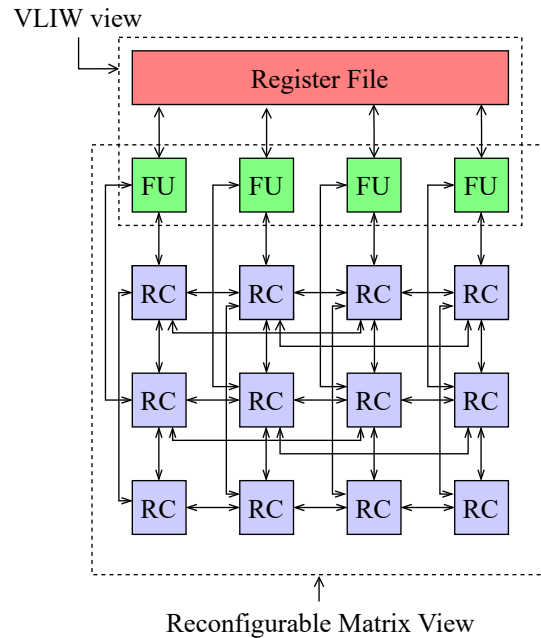 VLIW view
Register File
FU FU FU FU
RC RC RC RC
RC RC RC RC
RC RC RC RC
Reconfigurable Matrix View